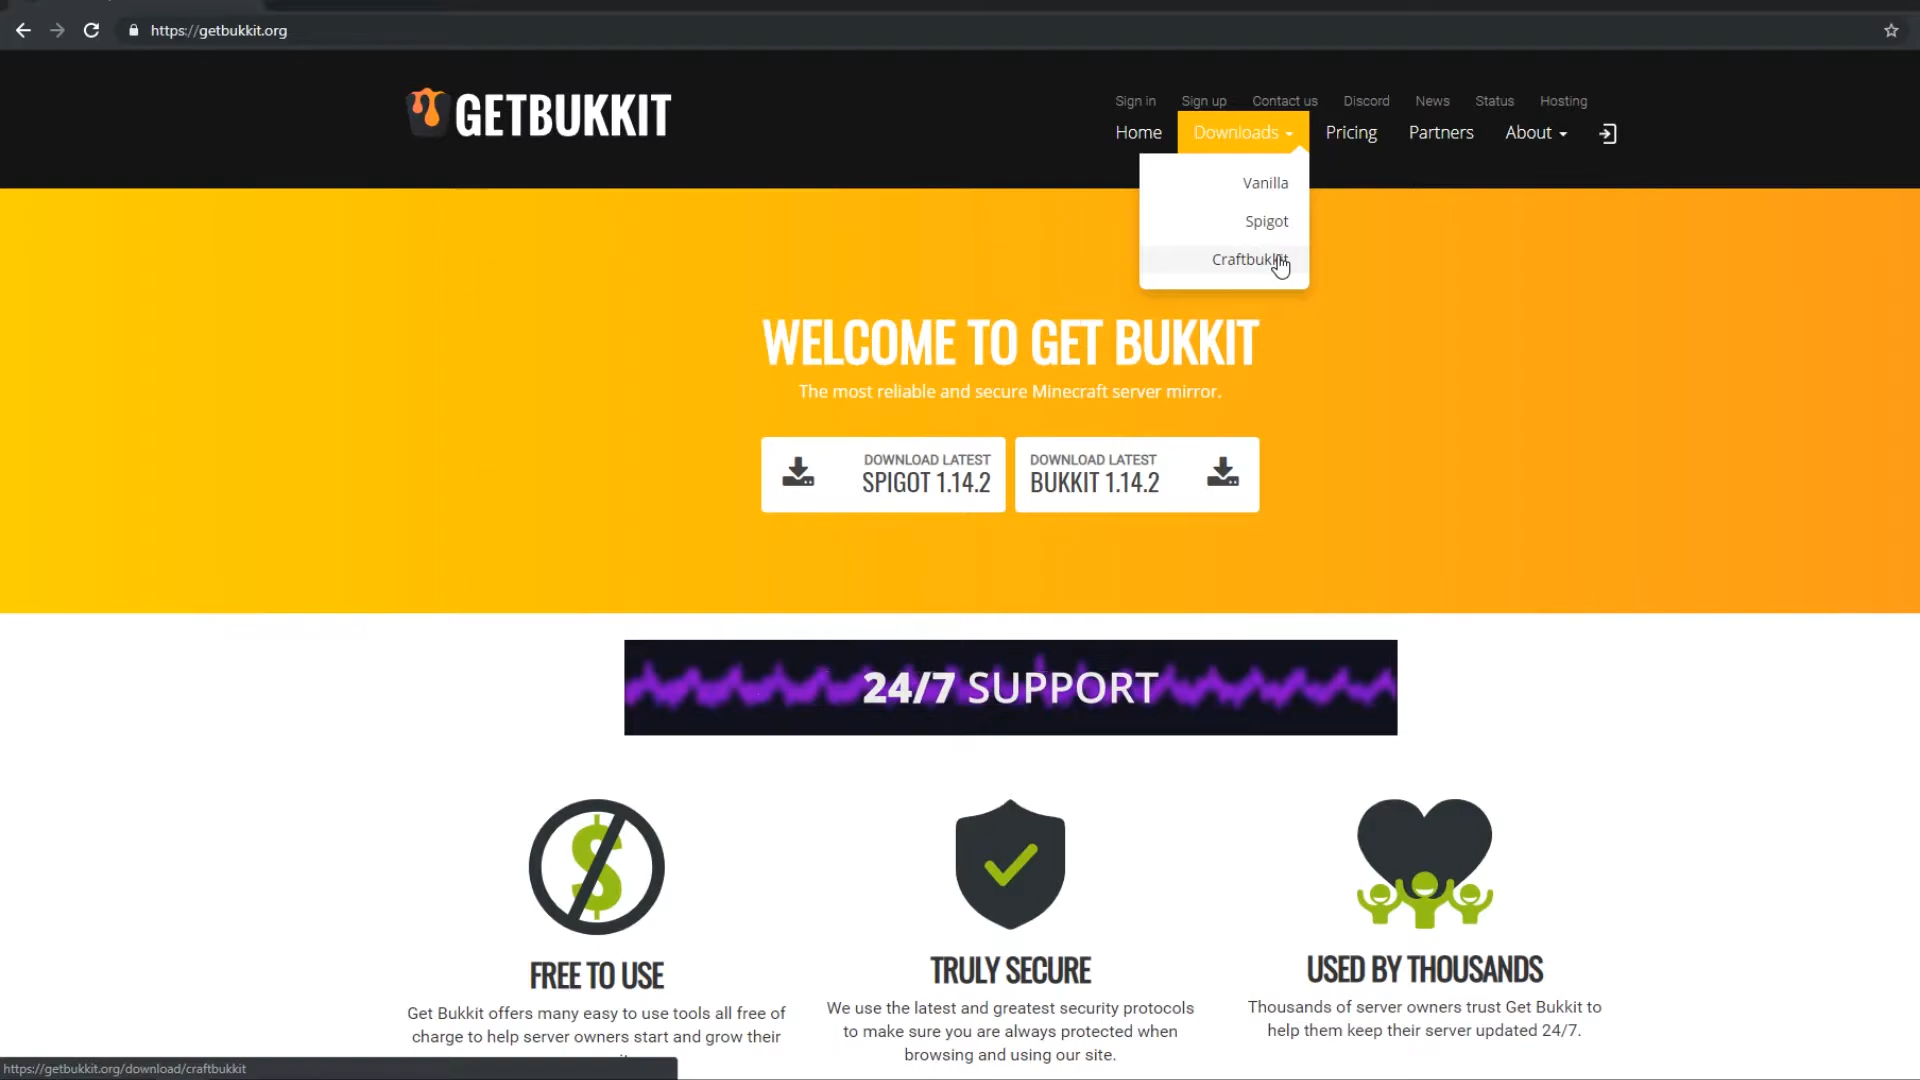 https://getbukkit.org
GETBUKKIT
Sign in Sign up Contact us Discord News Status Hosting
Home Downloads Pricing Partners About
Vanilla
Spigot
Craftbukkit
WELCOME TO GET BUKKIT
The most reliable and secure Minecraft server mirror.
DOWNLOAD LATEST
SPIGOT 1.14.2
DOWNLOAD LATEST
BUKKIT 1.14.2
24/7 SUPPORT
FREE TO USE
Get Bukkit offers many easy to use tools all free of
charge to help server owners start and grow their
TRULY SECURE
We use the latest and greatest security protocols
to make sure you are always protected when
browsing and using our site.
USED BY THOUSANDS
Thousands of server owners trust Get Bukkit to
help them keep their server updated 24/7.
https://getbukkit.org/download/craftbukkit